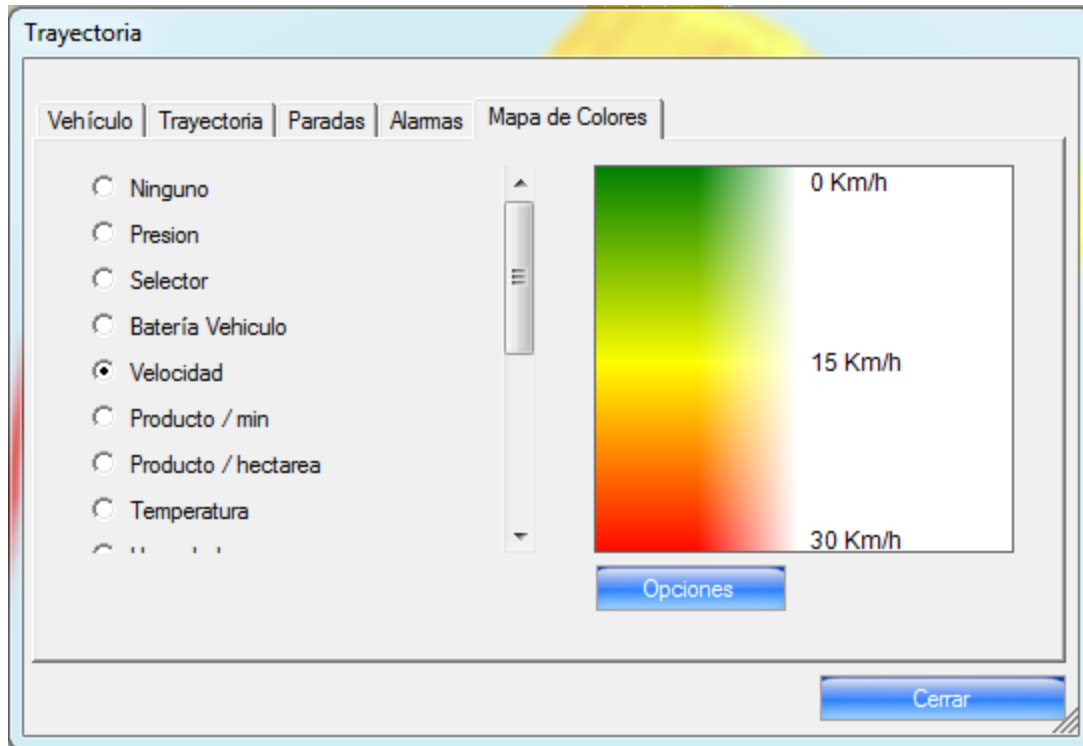 Trayectoria
Vehículo Trayectoria Paradas Alarmas Mapa de Colores
Ninguno
Presion
Selector
Batería Vehiculo
Velocidad
Producto / min
Producto / hectarea
Temperatura
0 Km/h
15 Km/h
30 Km/h
Opciones
Cerrar